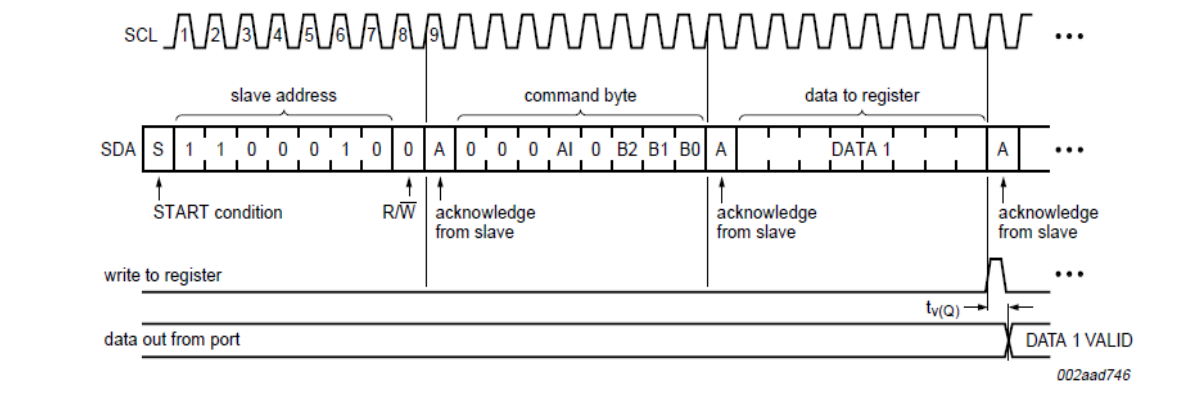 SCL 1 2 3 4 5 6 7 8 9 •••
slave address command byte data to register
SDA S 1 1 0 0 0 1 0 0 A 0 0 0 AI 0 B2 B1 B0 A DATA 1 A •••
START condition R/W̅ acknowledge from slave acknowledge from slave acknowledge from slave
write to register •••
tv(Q)
data out from port DATA 1 VALID
002aad746